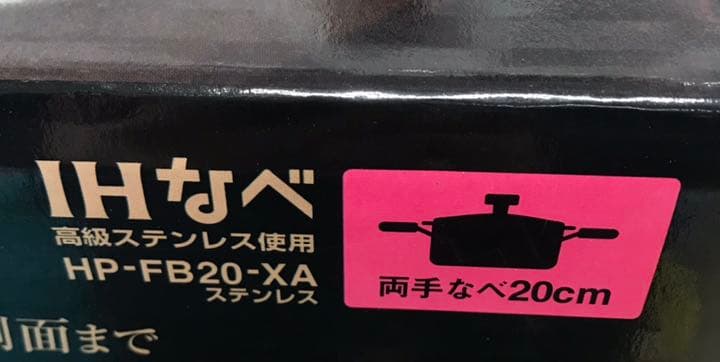 IHなべ
高級ステンレス使用
HP-FB20-XA
ステンレス
両手なべ20cm
面まで